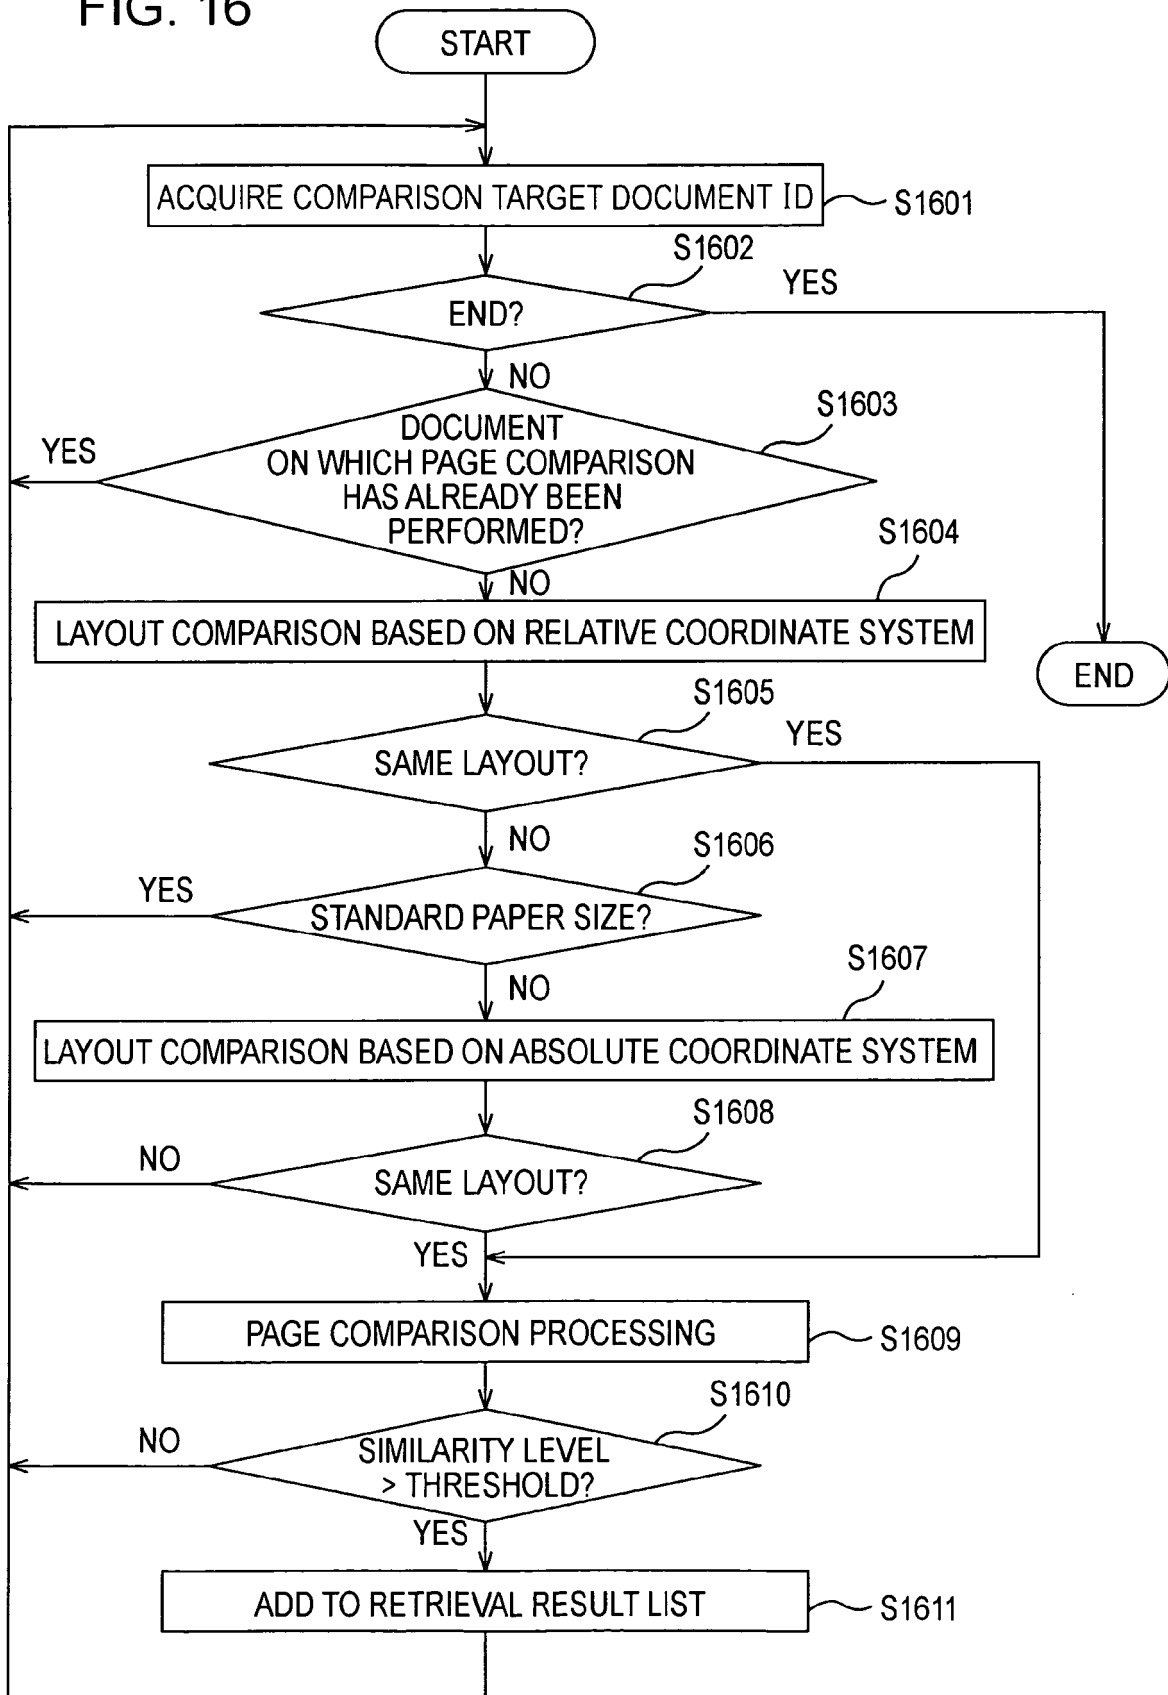 FIG. 16
START
ACQUIRE COMPARISON TARGET DOCUMENT ID
S1601
S1602
YES
END?
NO
S1603
DOCUMENT
YES
ON WHICH PAGE COMPARISON
HAS ALREADY BEEN
PERFORMED?
S1604
NO
LAYOUT COMPARISON BASED ON RELATIVE COORDINATE SYSTEM
END
S1605
YES
SAME LAYOUT?
NO
S1606
YES
STANDARD PAPER SIZE?
S1607
NO
LAYOUT COMPARISON BASED ON ABSOLUTE COORDINATE SYSTEM
S1608
NO
SAME LAYOUT?
YES
PAGE COMPARISON PROCESSING
S1609
S1610
NO
SIMILARITY LEVEL
> THRESHOLD?
YES
ADD TO RETRIEVAL RESULT LIST
S1611